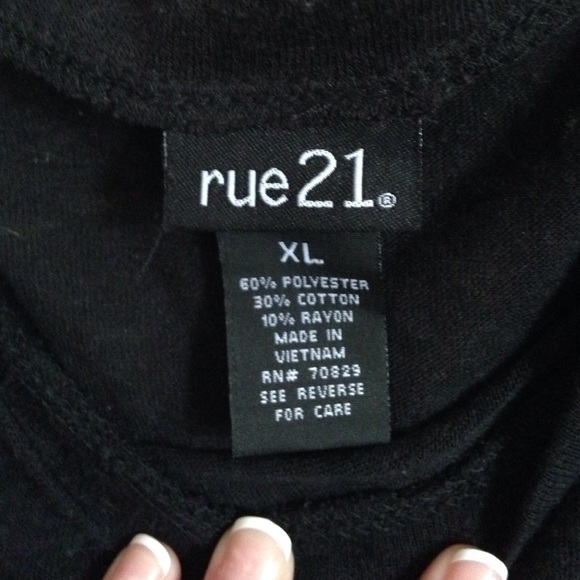 rue21®
XL
60% POLYESTER
30% COTTON
10% RAYON
MADE IN
VIETNAM
RN# 70829
SEE REVERSE
FOR CARE